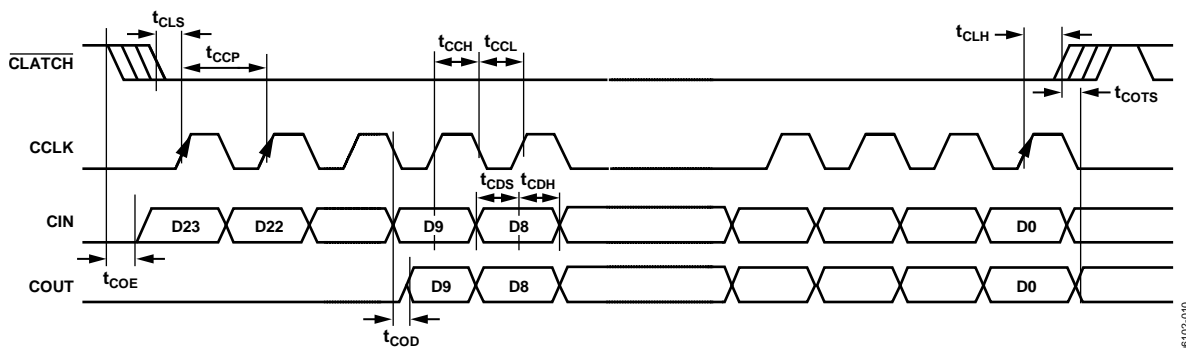 tCLS
tCCP
tCCH
tCCL
tCLH
CLATCH
tCOTS
CCLK
tCDS
tCDH
CIN
D23
D22
D9
D8
D0
tCOE
COUT
D9
D8
D0
tCOD